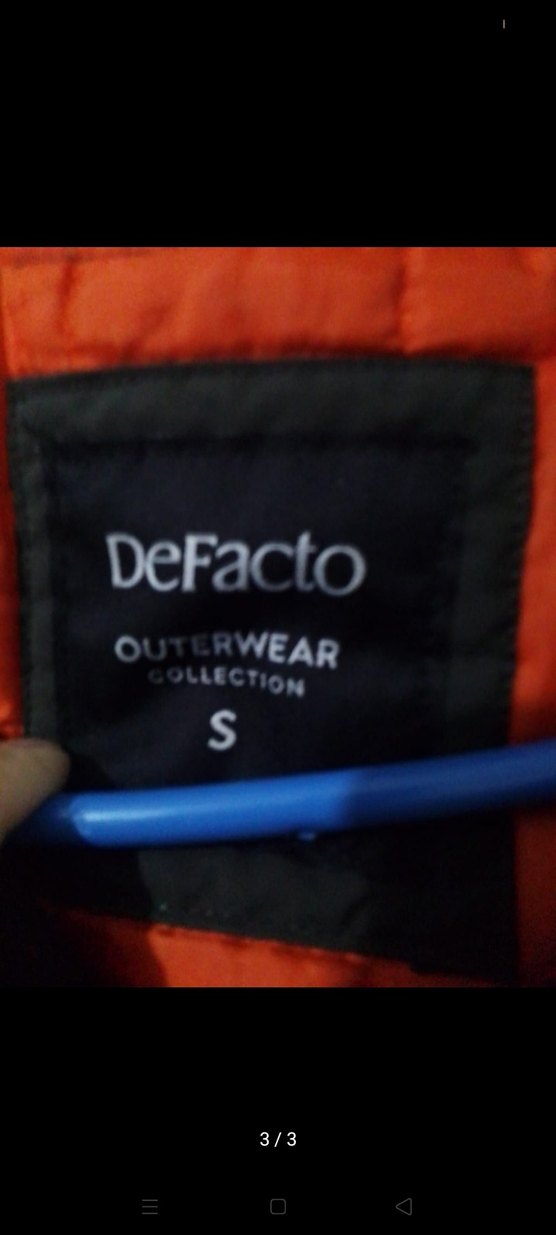 DeFacto
OUTERWEAR
COLLECTION
S
3 / 3